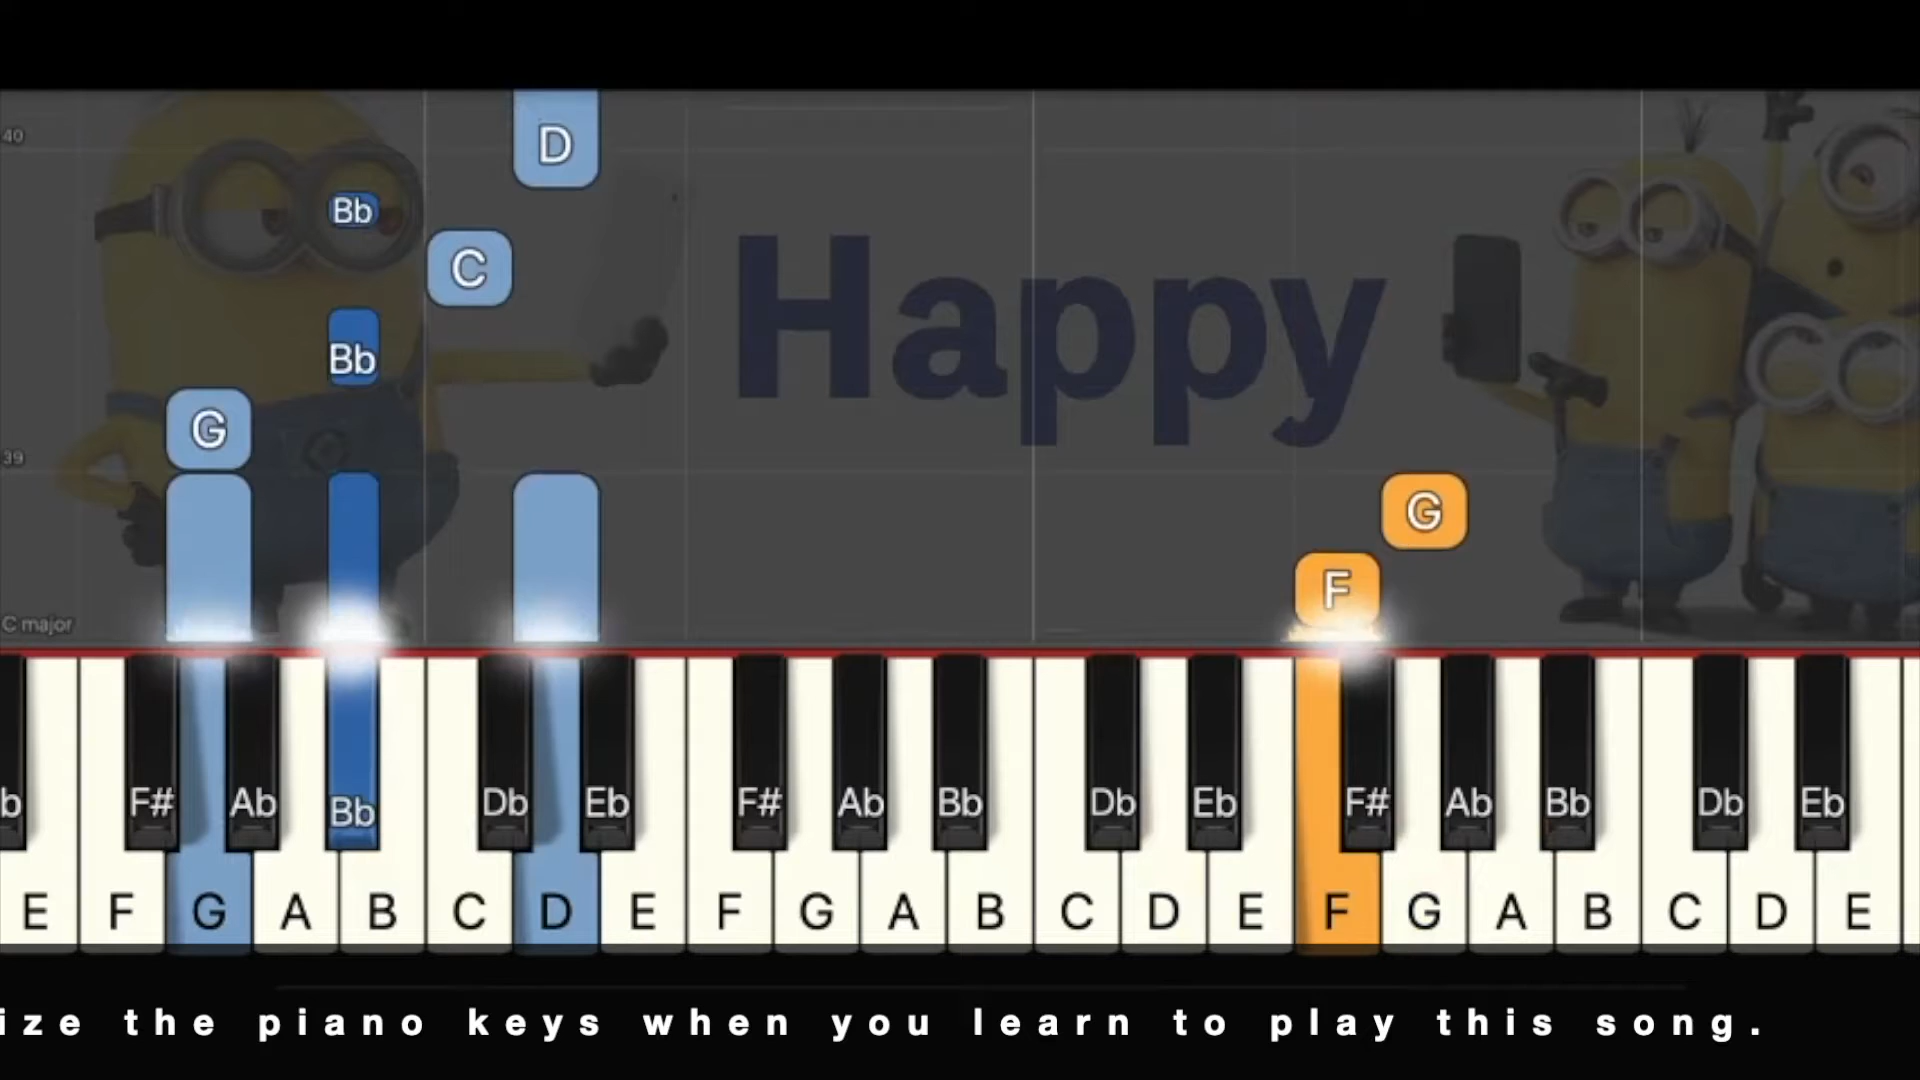 40
D
Bb
C
Happy
Bb
G
39
G
F
C major
b F# Ab Bb Db Eb F# Ab Bb Db Eb F# Ab Bb Db Eb
E F G A B C D E F G A B C D E F G A B C D E
ize the piano keys when you learn to play this song.